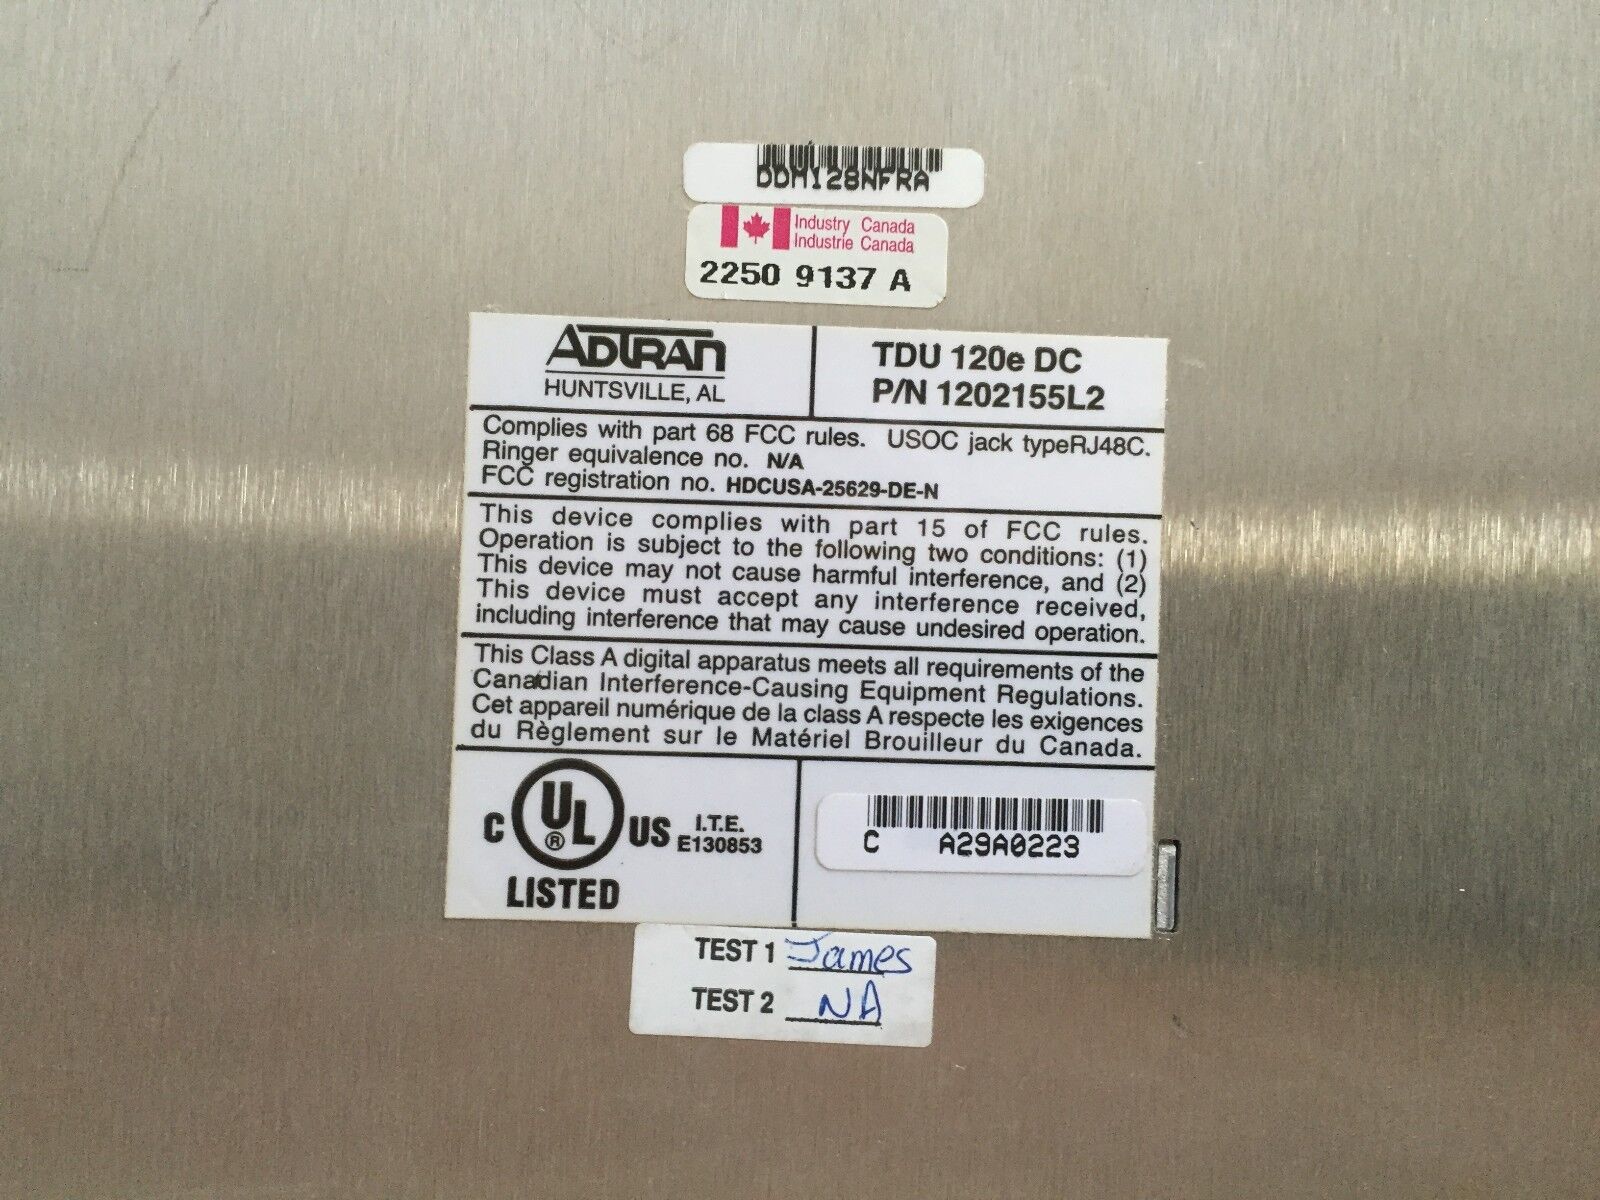 DDM128NFRA
Industry Canada
Industrie Canada
2250 9137 A
ADTRAN
HUNTSVILLE, AL
TDU 120e DC
P/N 1202155L2
Complies with part 68 FCC rules. USOC jack typeRJ48C.
Ringer equivalence no. N/A
FCC registration no. HDCUSA-25629-DE-N
This device complies with part 15 of FCC rules.
Operation is subject to the following two conditions: (1)
This device may not cause harmful interference, and (2)
This device must accept any interference received,
including interference that may cause undesired operation.
This Class A digital apparatus meets all requirements of the
Canadian Interference-Causing Equipment Regulations.
Cet appareil numérique de la class A respecte les exigences
du Règlement sur le Matériel Brouilleur du Canada.
C UL ® US I.T.E.
E130853
LISTED
C A29A0223
TEST 1 James
TEST 2 NA